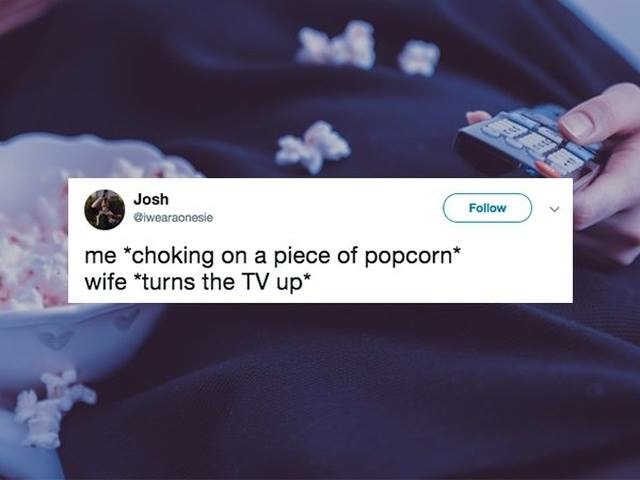 Josh
@iwearaonesie
Follow
me *choking on a piece of popcorn*
wife *turns the TV up*